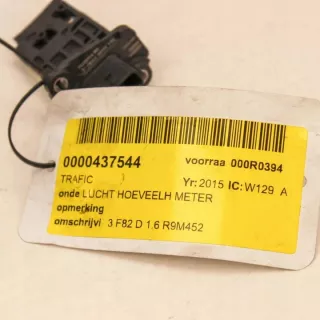 0000437544 voorraa 000R0394
TRAFIC ) Yr: 2015 IC: W129 A
onde LUCHT HOEVEELH METER
opmerking
omschrijvi 3 F82 D 1.6 R9M452